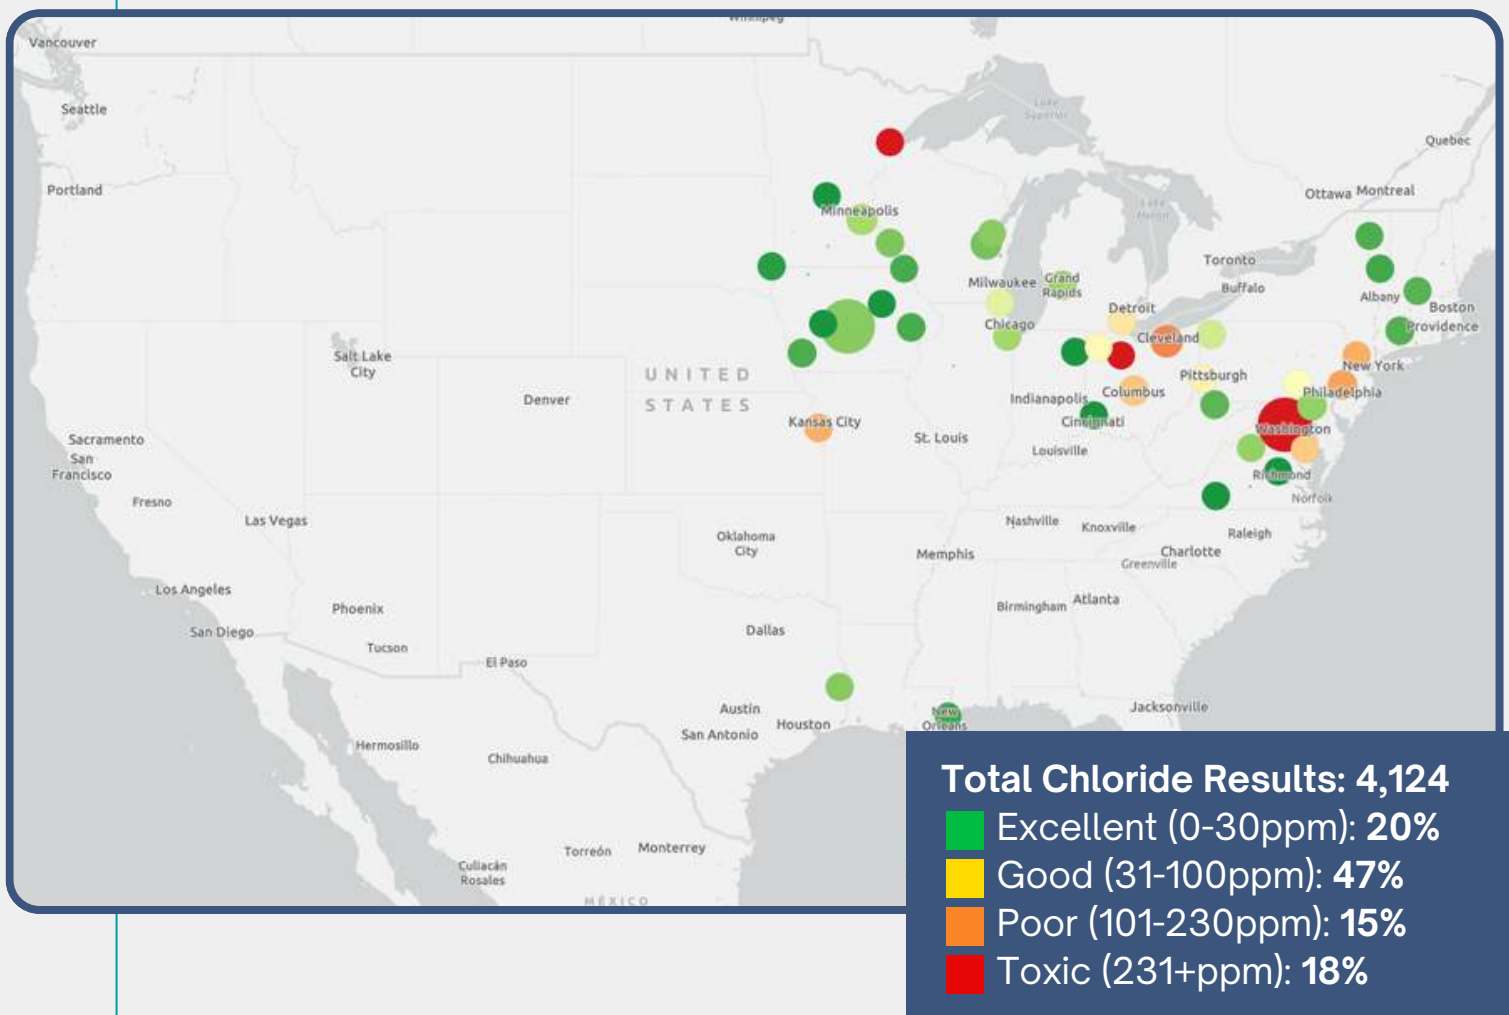 Winnipeg
Vancouver
Seattle
Portland
Lake
Superior
Quebec
Ottawa
Montreal
Minneapolis
Lake
Huron
Toronto
Buffalo
Albany
Boston
Providence
Milwaukee
Grand
Rapids
Detroit
Chicago
Cleveland
New York
Salt Lake
City
UNITED
STATES
Denver
Pittsburgh
Philadelphia
Indianapolis
Columbus
Kansas City
Cincinnati
Washington
St. Louis
Louisville
Sacramento
San
Francisco
Richmond
Norfolk
Fresno
Las Vegas
Nashville
Knoxville
Raleigh
Oklahoma
City
Memphis
Charlotte
Greenville
Los Angeles
Phoenix
Birmingham
Atlanta
San Diego
Dallas
Tucson
El Paso
Austin
Houston
New
Orleans
Jacksonville
San Antonio
Hermosillo
Chihuahua
Torreón
Monterrey
Culiacán
Rosales
MÉXICO
Total Chloride Results: 4,124
Excellent (0-30ppm): 20%
Good (31-100ppm): 47%
Poor (101-230ppm): 15%
Toxic (231+ppm): 18%